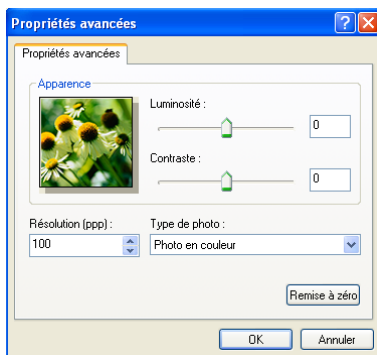 Propriétés avancées
Propriétés avancées
Apparence
Luminosité :
0
Contraste :
0
Résolution (ppp) :
Type de photo :
100
Photo en couleur
Remise à zéro
OK
Annuler